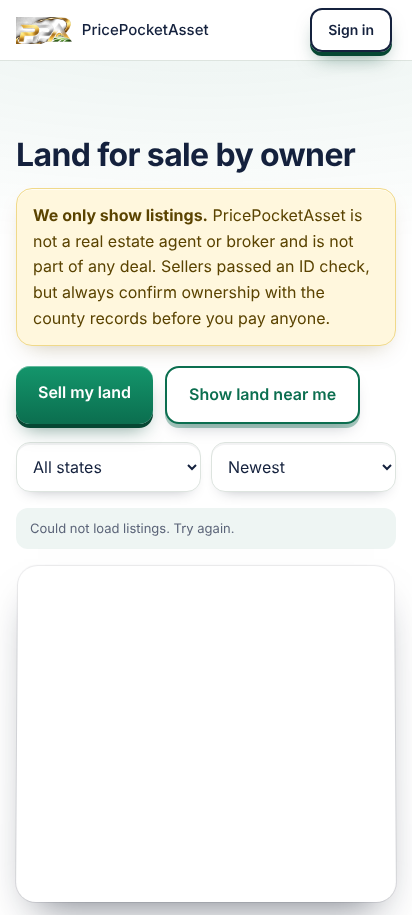 PPA PricePocketAsset
Sign in
Land for sale by owner
We only show listings. PricePocketAsset is
not a real estate agent or broker and is not
part of any deal. Sellers passed an ID check,
but always confirm ownership with the
county records before you pay anyone.
Sell my land
Show land near me
All states
Newest
Could not load listings. Try again.